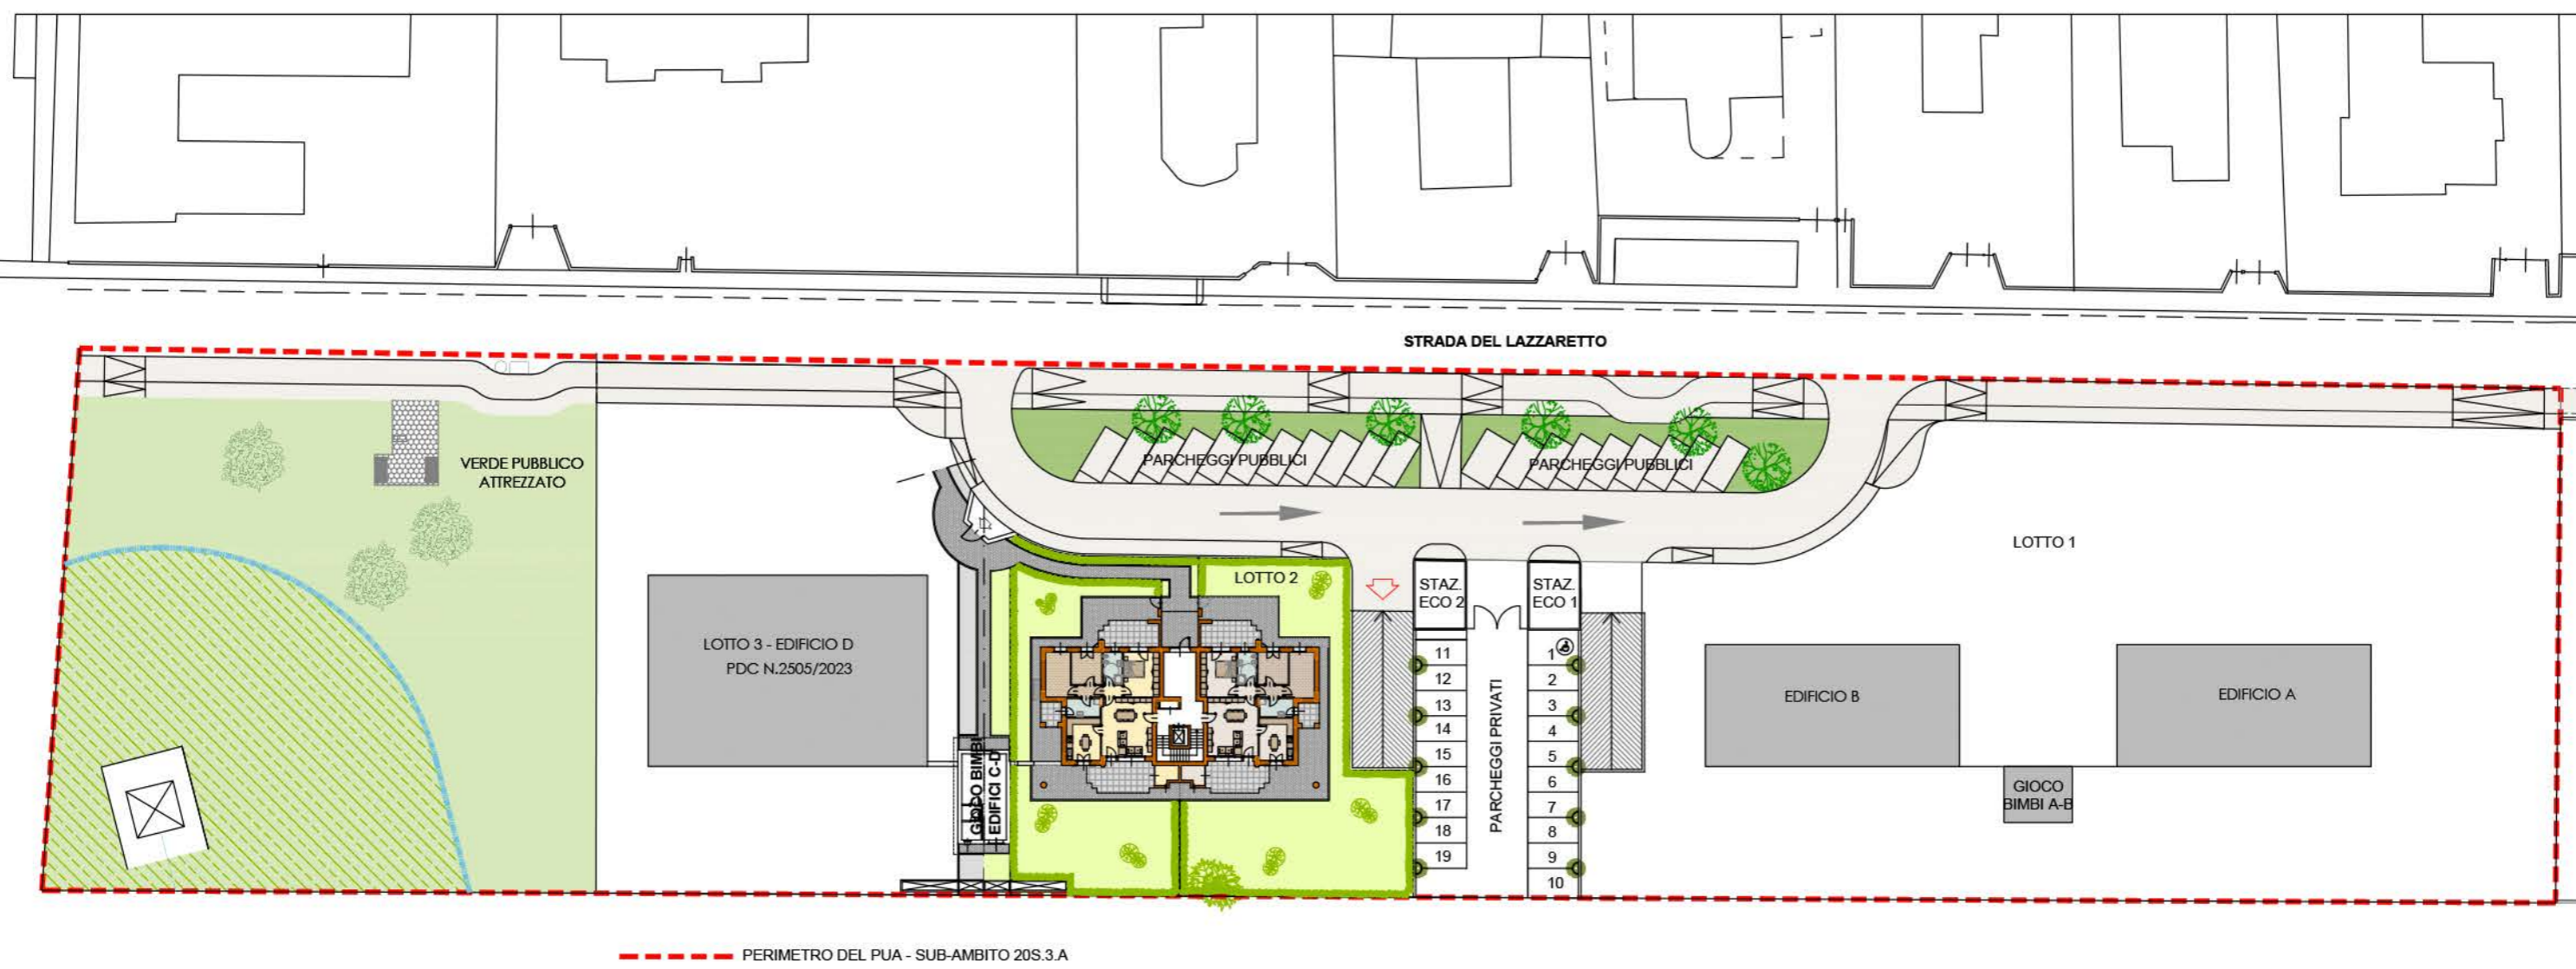 STRADA DEL LAZZARETTO
VERDE PUBBLICO
ATTREZZATO
PARCHEGGI PUBBLICI
PARCHEGGI PUBBLICI
LOTTO 1
LOTTO 2
STAZ.
ECO 2
STAZ.
ECO 1
LOTTO 3 - EDIFICIO D
PDC N.2505/2023
EDIFICIO B
EDIFICIO A
GIOCO
BIMBI A-B
GIOCO BIMBI
EDIFICI C-D
PARCHEGGI PRIVATI
11
12
13
14
15
16
17
18
19
1
2
3
4
5
6
7
8
9
10
PERIMETRO DEL PUA - SUB-AMBITO 20S.3.A